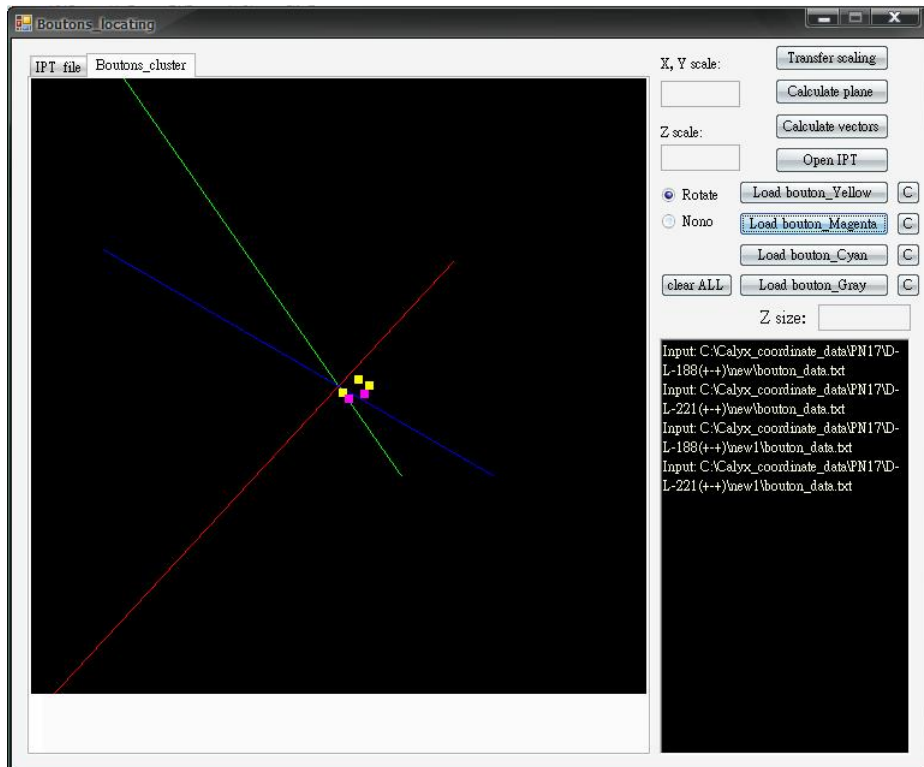 Boutons_locating
IPT_file
Boutons_cluster
X, Y scale:
Transfer scaling
Calculate plane
Z scale:
Calculate vectors
Open IPT
Rotate
Load bouton_Yellow
C
Nono
Load bouton_Magenta
C
Load bouton_Cyan
C
clear ALL
Load bouton_Gray
C
Z size:
Input: C:\Calyx_coordinate_data\PN17\D-
L-188(+-+)\new\bouton_data.txt
Input: C:\Calyx_coordinate_data\PN17\D-
L-221(+-+)\new\bouton_data.txt
Input: C:\Calyx_coordinate_data\PN17\D-
L-188(+-+)\new1\bouton_data.txt
Input: C:\Calyx_coordinate_data\PN17\D-
L-221(+-+)\new1\bouton_data.txt